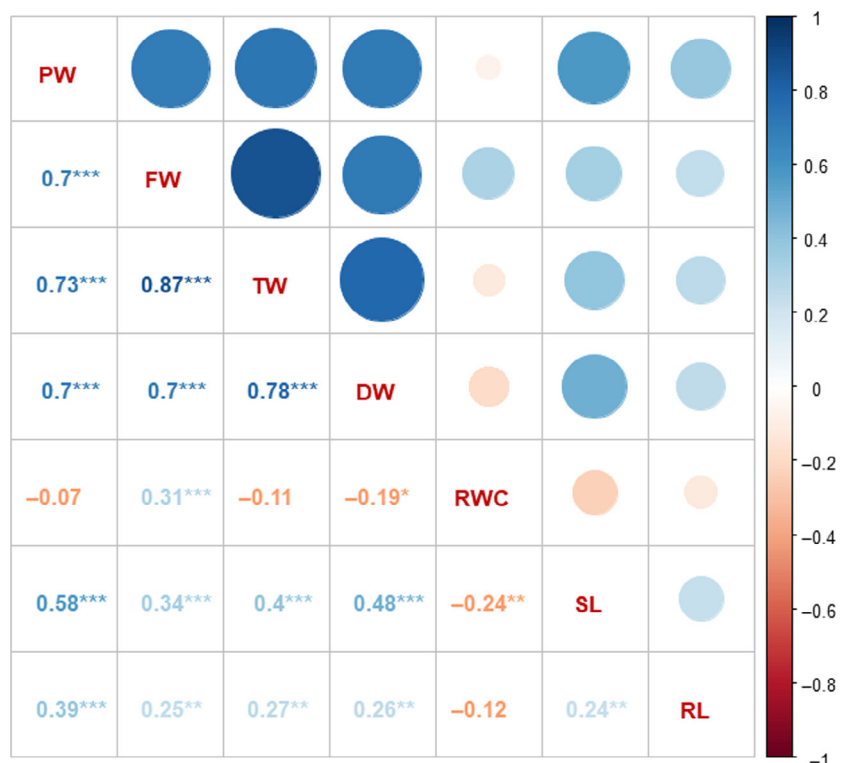 PW
0.7*** FW
0.73*** 0.87*** TW
0.7*** 0.7*** 0.78*** DW
–0.07 0.31*** –0.11 –0.19* RWC
0.58*** 0.34*** 0.4*** 0.48*** –0.24** SL
0.39*** 0.25** 0.27** 0.26** –0.12 0.24** RL
1
0.8
0.6
0.4
0.2
0
–0.2
–0.4
–0.6
–0.8
–1